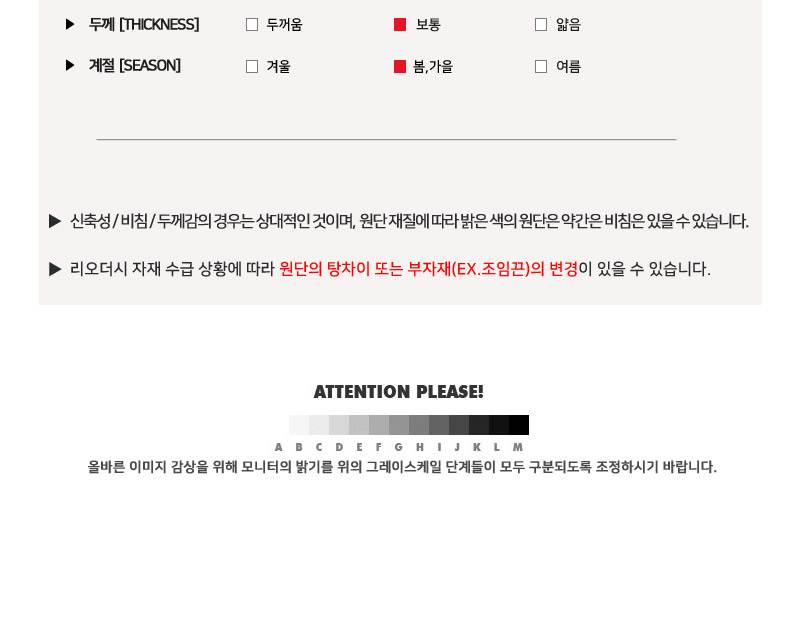 ▶ 두께 [THICKNESS] □ 두꺼움 ■ 보통 □ 얇음
▶ 계절 [SEASON] □ 겨울 ■ 봄,가을 □ 여름
▶ 신축성 / 비침 / 두께감의 경우는 상대적인 것이며, 원단 재질에 따라 밝은 색의 원단은 약간은 비침은 있을 수 있습니다.
▶ 리오더시 자재 수급 상황에 따라 원단의 탕차이 또는 부자재(EX.조임끈)의 변경이 있을 수 있습니다.
ATTENTION PLEASE!
A B C D E F G H I J K L M
올바른 이미지 감상을 위해 모니터의 밝기를 위의 그레이스케일 단계들이 모두 구분되도록 조정하시기 바랍니다.